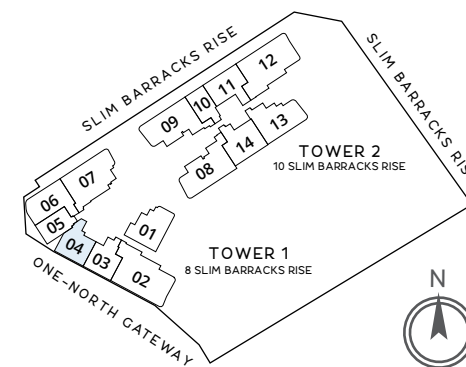 SLIM BARRACKS RISE
SLIM BARRACKS RIS
12
11
10
09
13
14
08
TOWER 2
10 SLIM BARRACKS RISE
07
06
05
04
03
02
01
TOWER 1
8 SLIM BARRACKS RISE
ONE-NORTH GATEWAY
N